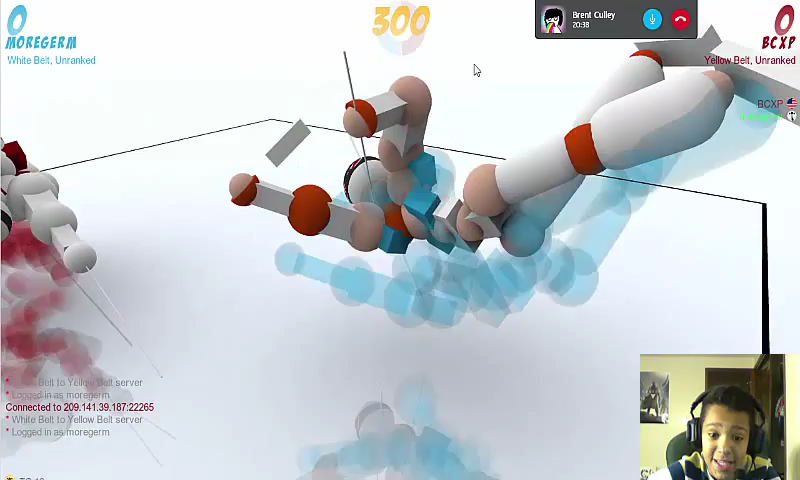 0
300
0
MOREGERM
BCXP
White Belt, Unranked
Yellow Belt, Unranked
Brent Culley
20:38
BCXP
Belt to Yellow Belt server
* Logged in as moregerm
Connected to 209.141.39.187:22265
* White Belt to Yellow Belt server
* Logged in as moregerm